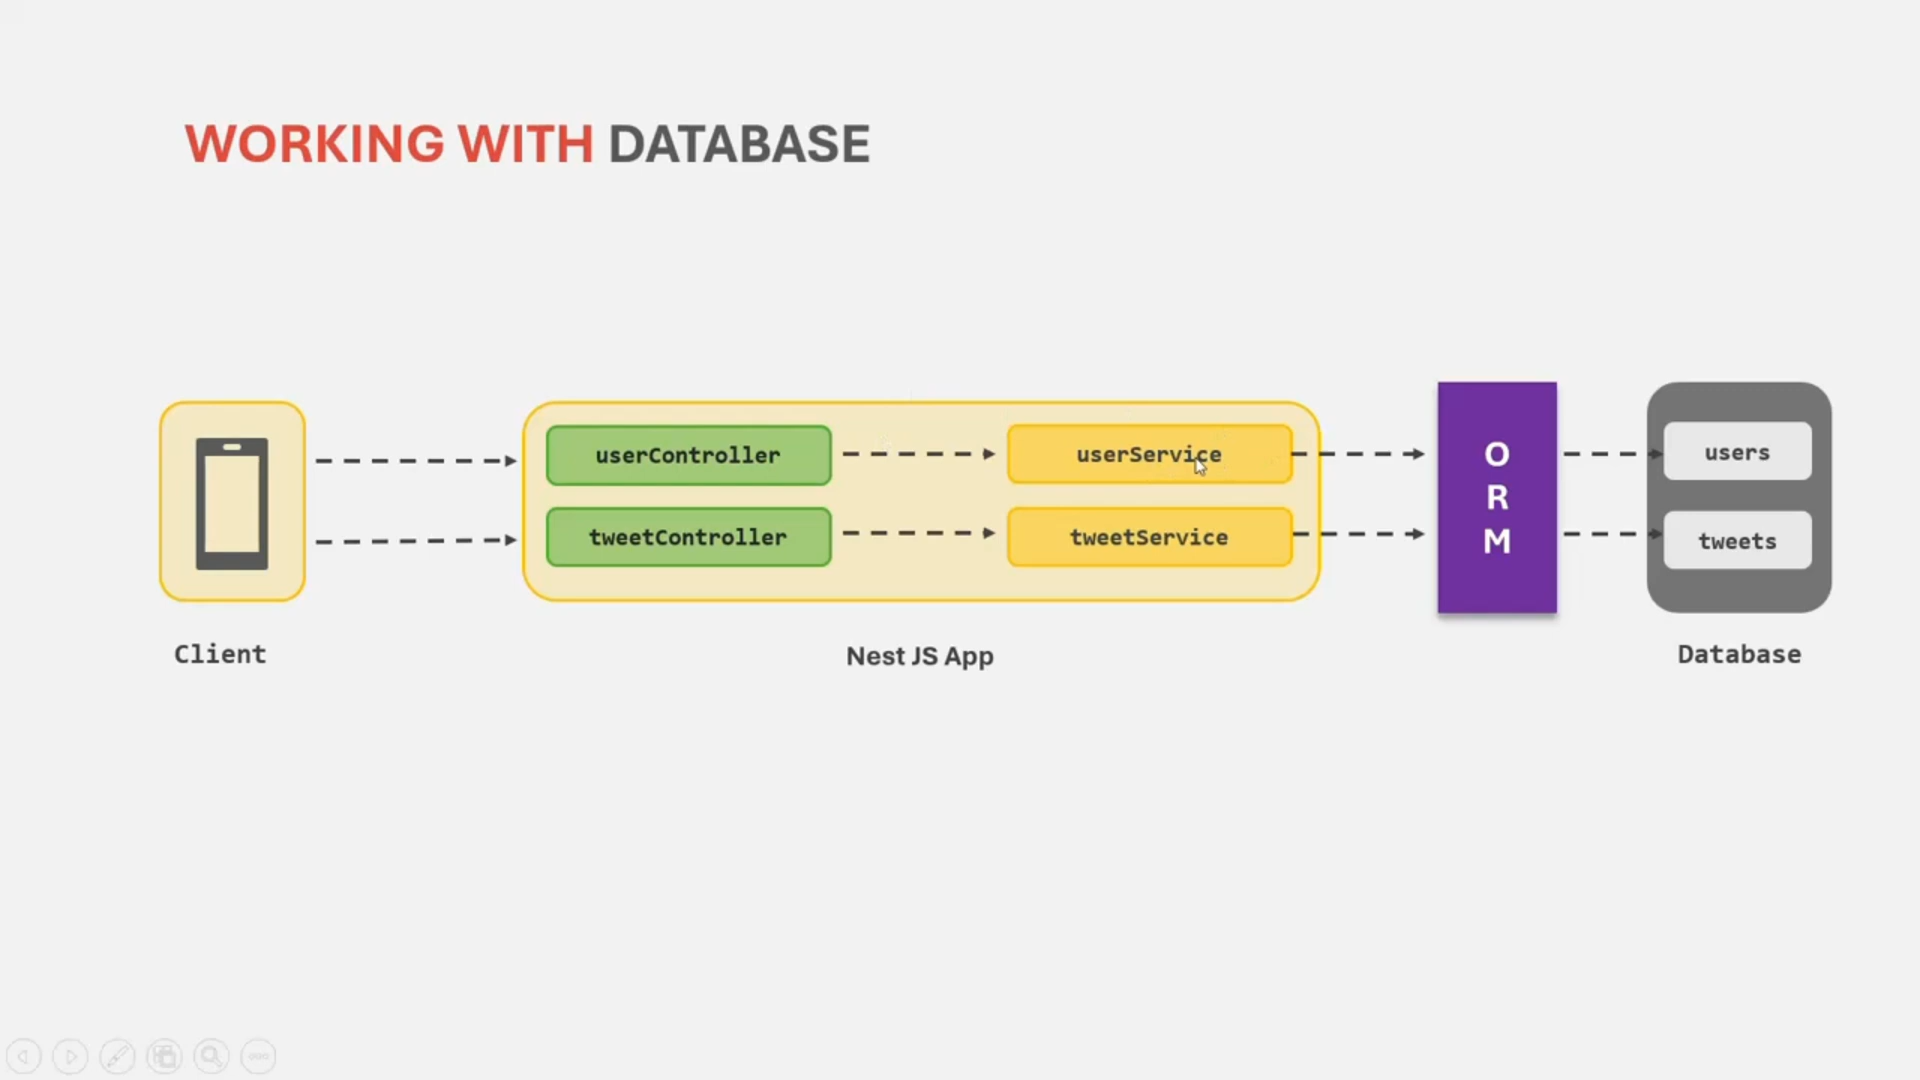 WORKING WITH DATABASE
userController
userService
tweetController
tweetService
O
R
M
users
tweets
Client
Nest JS App
Database